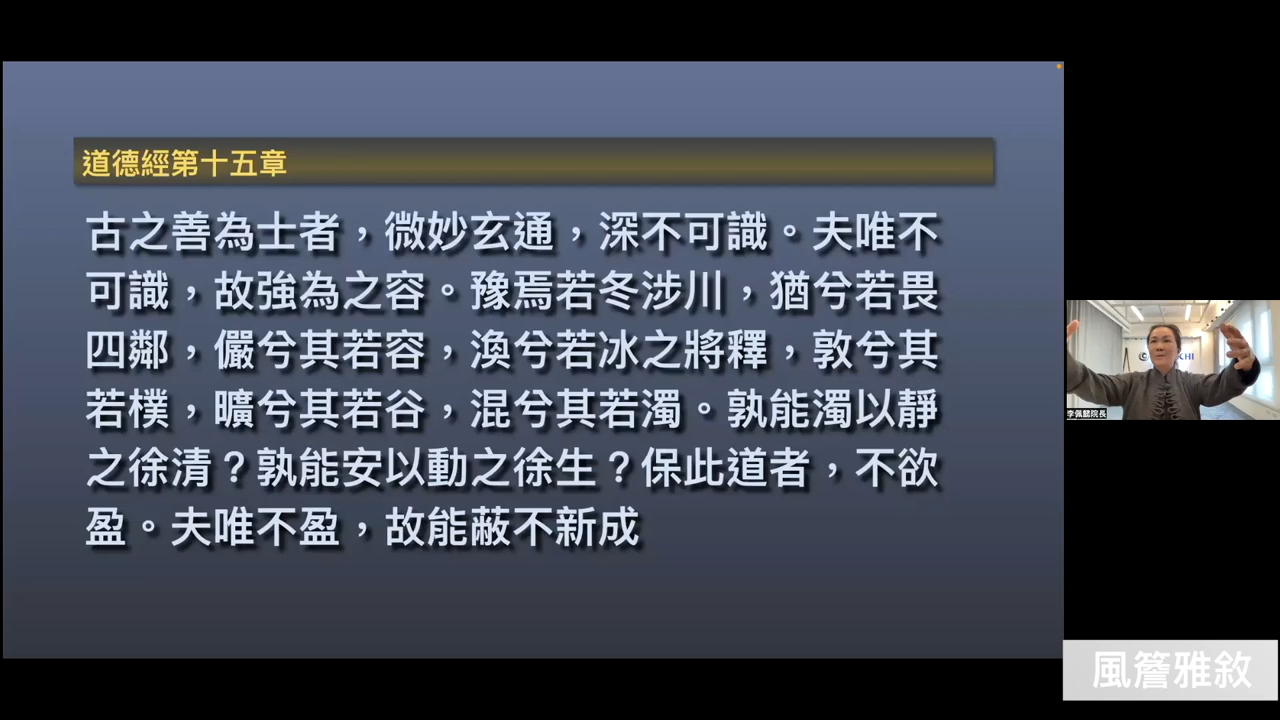 道德經第十五章
古之善為士者，微妙玄通，深不可識。夫唯不
可識，故強為之容。豫焉若冬涉川，猶兮若畏
四鄰，儼兮其若容，渙兮若冰之將釋，敦兮其
若樸，曠兮其若谷，混兮其若濁。孰能濁以靜
之徐清？孰能安以動之徐生？保此道者，不欲
盈。夫唯不盈，故能蔽不新成
李佩懿院長
風簷雅敘